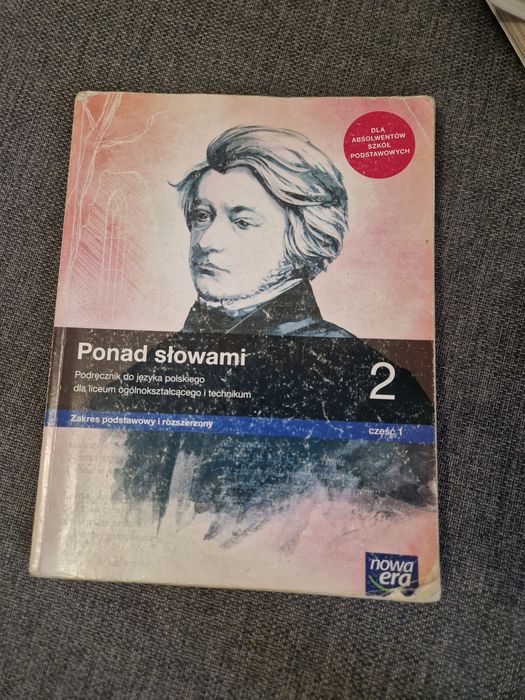 DLA
ABSOLWENTÓW
SZKÓŁ
PODSTAWOWYCH
Ponad słowami
Podręcznik do języka polskiego
dla liceum ogólnokształcącego i technikum
2
Zakres podstawowy i rozszerzony
część 1
nowa
era